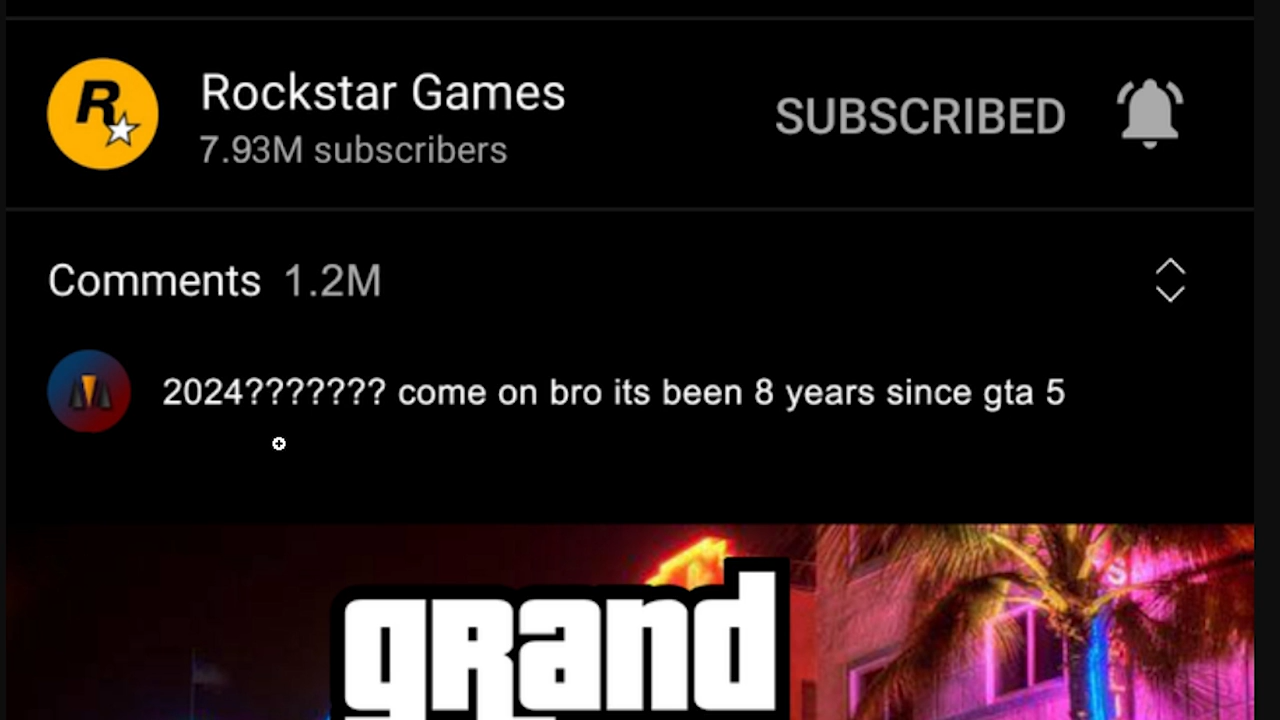 R
Rockstar Games
7.93M subscribers
SUBSCRIBED
Comments 1.2M
2024??????? come on bro its been 8 years since gta 5
grand